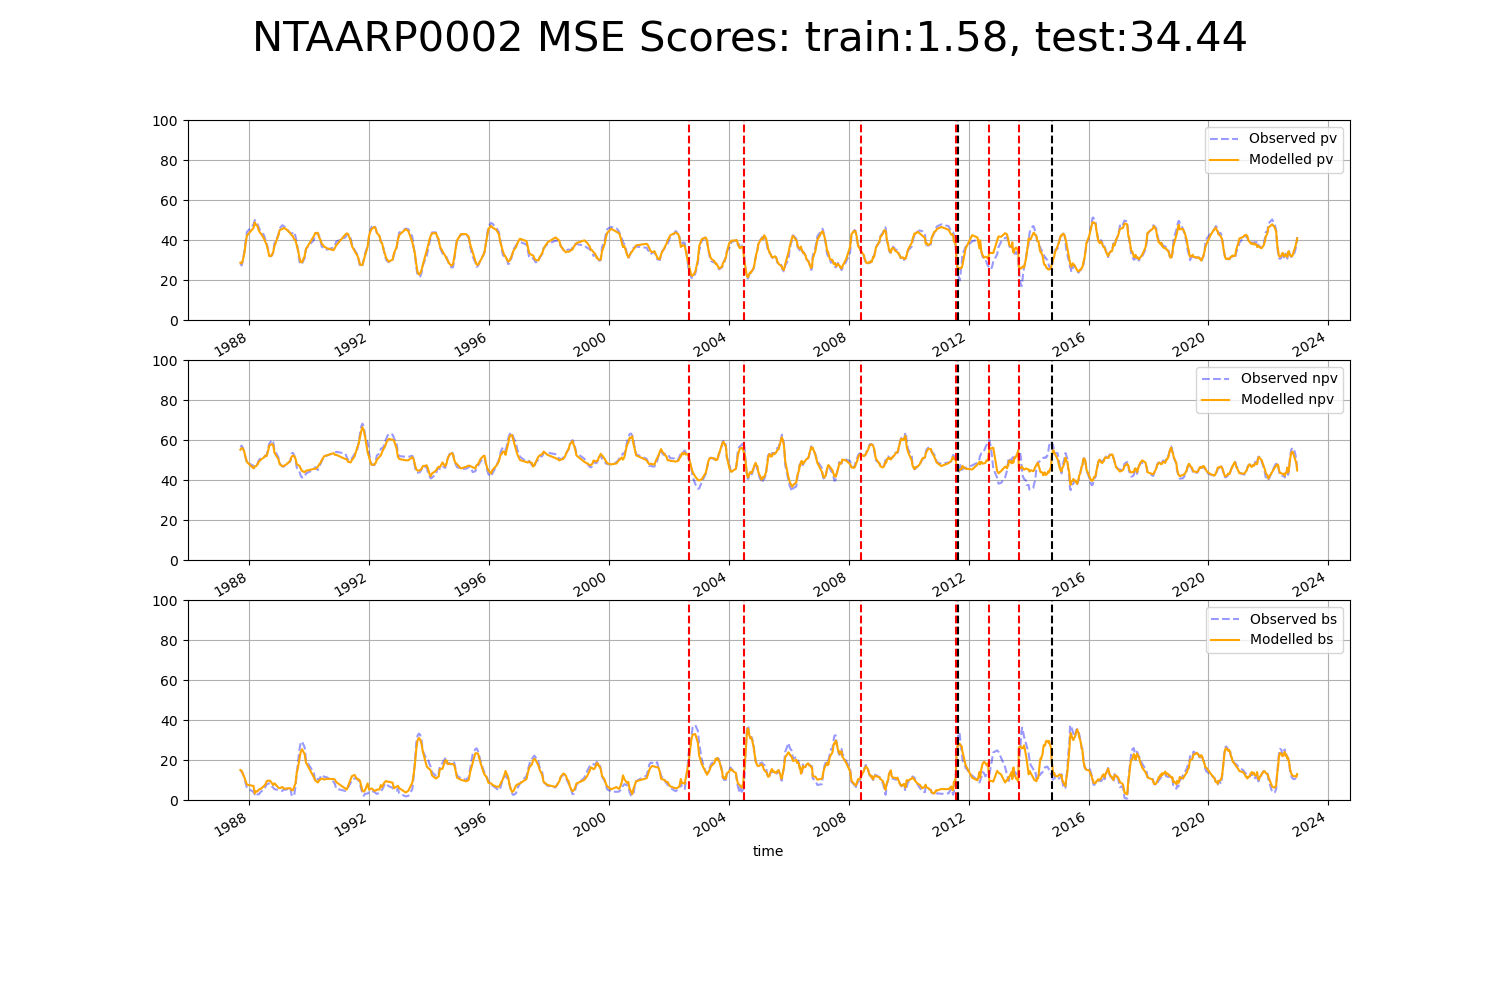 NTAARP0002 MSE Scores: train:1.58, test:34.44
100
80
60
40
20
0
Observed pv
Modelled pv
1988 1992 1996 2000 2004 2008 2012 2016 2020 2024
100
80
60
40
20
0
Observed npv
Modelled npv
1988 1992 1996 2000 2004 2008 2012 2016 2020 2024
100
80
60
40
20
0
Observed bs
Modelled bs
1988 1992 1996 2000 2004 2008 2012 2016 2020 2024
time